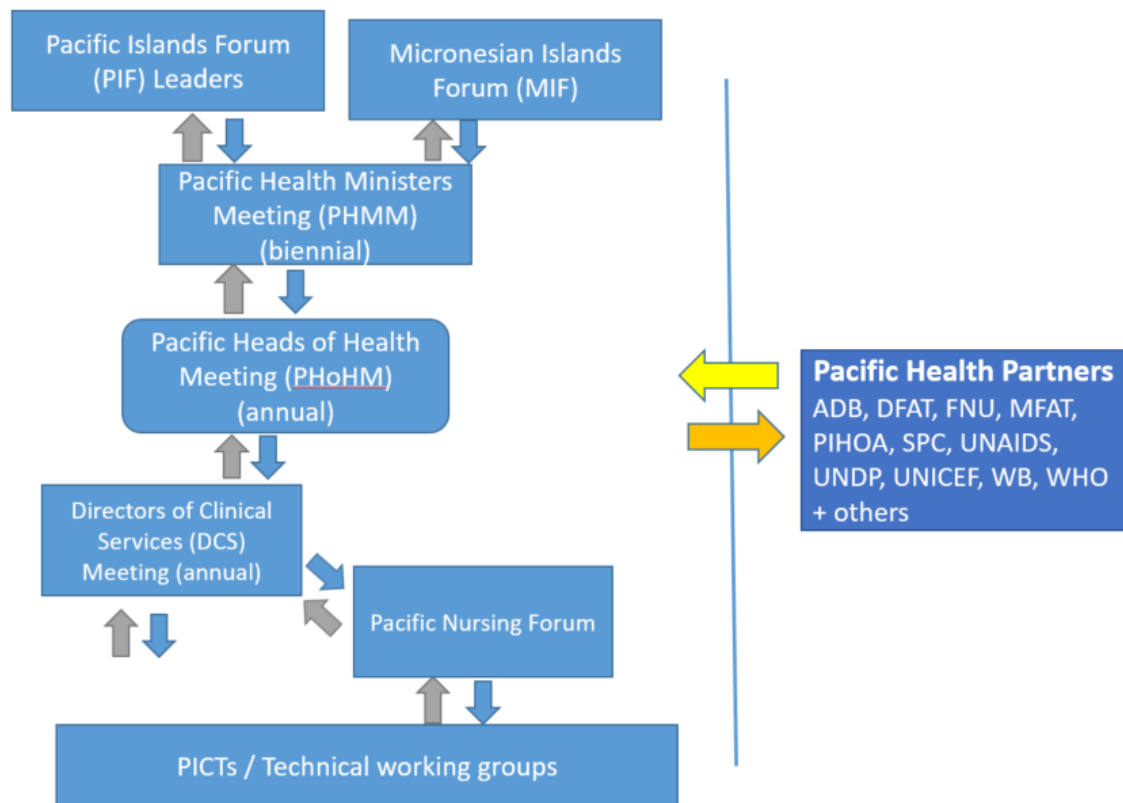 Pacific Islands Forum
(PIF) Leaders
Micronesian Islands
Forum (MIF)
Pacific Health Ministers
Meeting (PHMM)
(biennial)
Pacific Heads of Health
Meeting (PHoHM)
(annual)
Pacific Health Partners
ADB, DFAT, FNU, MFAT,
PIHOA, SPC, UNAIDS,
UNDP, UNICEF, WB, WHO
+ others
Directors of Clinical
Services (DCS)
Meeting (annual)
Pacific Nursing Forum
PICTs / Technical working groups